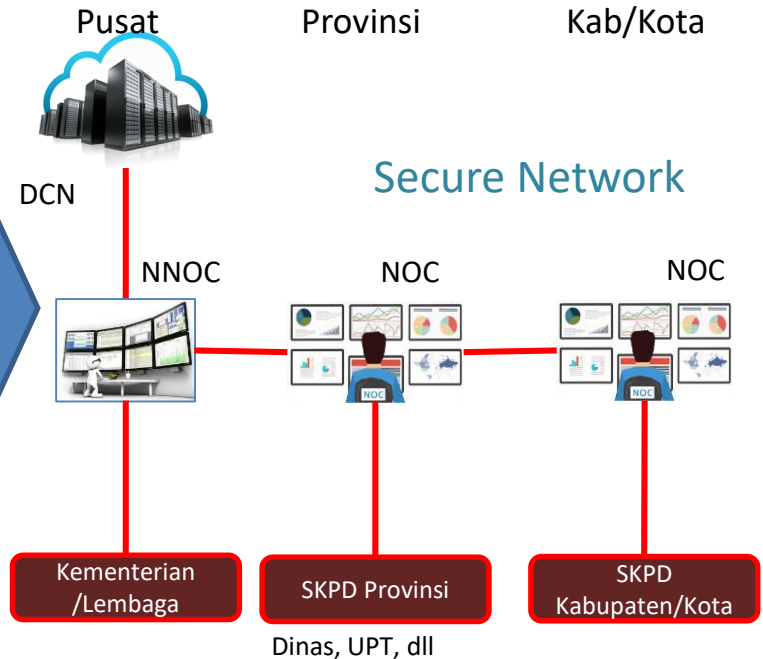 Pusat
Provinsi
Kab/Kota
Secure Network
DCN
NNOC
NOC
NOC
NOC
NOC
Kementerian
/Lembaga
SKPD Provinsi
SKPD
Kabupaten/Kota
Dinas, UPT, dll